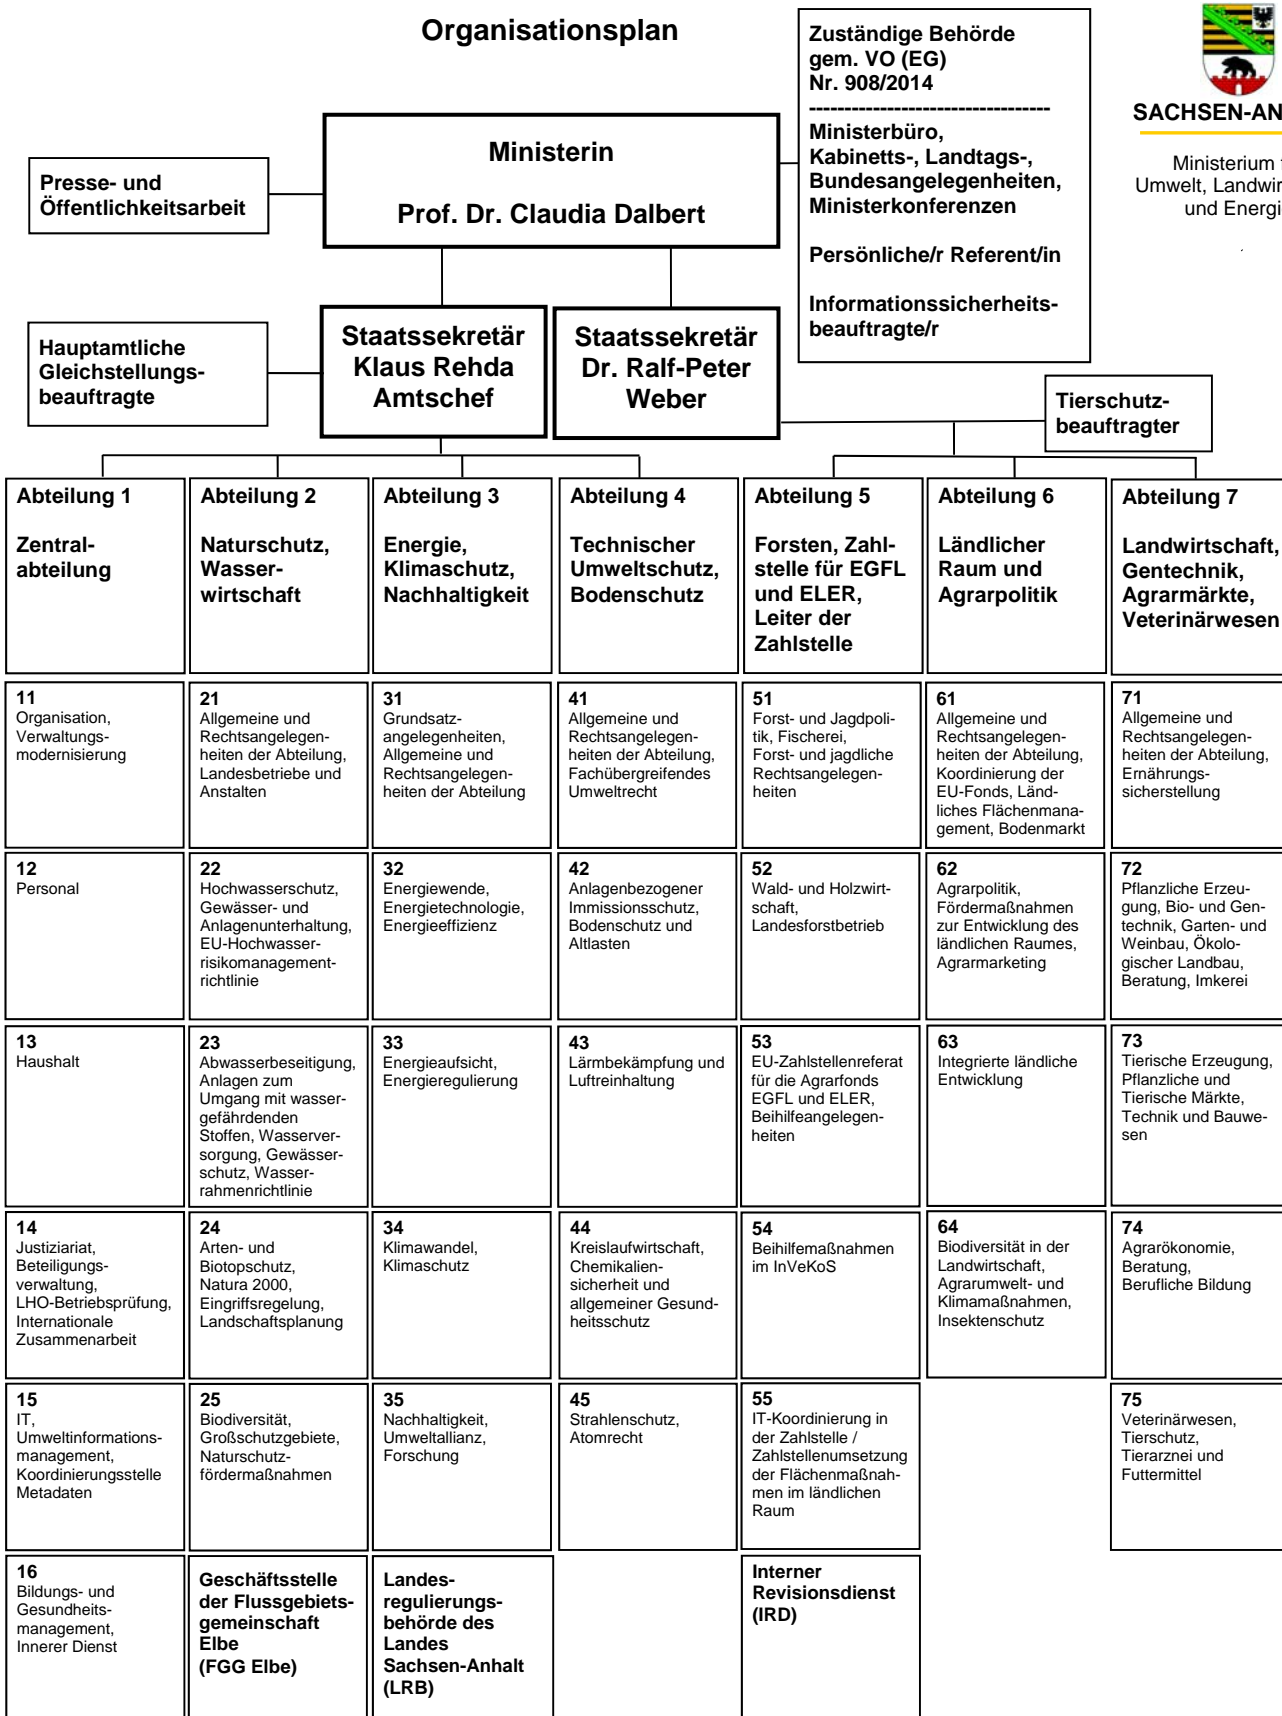 Organisationsplan
Zuständige Behörde
gem. VO (EG)
Nr. 908/2014
----------------------------------
Ministerbüro,
Kabinetts-, Landtags-,
Bundesangelegenheiten,
Ministerkonferenzen
Persönliche/r Referent/in
Informationssicherheits-
beauftragte/r
SACHSEN-AN
Ministerium
Umwelt, Landwir
und Energi
Ministerin
Prof. Dr. Claudia Dalbert
Presse- und
Öffentlichkeitsarbeit
Hauptamtliche
Gleichstellungs-
beauftragte
Staatssekretär
Klaus Rehda
Amtschef
Staatssekretär
Dr. Ralf-Peter
Weber
Tierschutz-
beauftragter
Abteilung 1
Zentral-
abteilung
Abteilung 2
Naturschutz,
Wasser-
wirtschaft
Abteilung 3
Energie,
Klimaschutz,
Nachhaltigkeit
Abteilung 4
Technischer
Umweltschutz,
Bodenschutz
Abteilung 5
Forsten, Zahl-
stelle für EGFL
und ELER,
Leiter der
Zahlstelle
Abteilung 6
Ländlicher
Raum und
Agrarpolitik
Abteilung 7
Landwirtschaft,
Gentechnik,
Agrarmärkte,
Veterinärwesen
11
Organisation,
Verwaltungs-
modernisierung
21
Allgemeine und
Rechtsangelegen-
heiten der Abteilung,
Landesbetriebe und
Anstalten
31
Grundsatz-
angelegenheiten,
Allgemeine und
Rechtsangelegen-
heiten der Abteilung
41
Allgemeine und
Rechtsangelegen-
heiten der Abteilung,
Fachübergreifendes
Umweltrecht
51
Forst- und Jagdpoli-
tik, Fischerei,
Forst- und jagdliche
Rechtsangelegen-
heiten
61
Allgemeine und
Rechtsangelegen-
heiten der Abteilung,
Koordinierung der
EU-Fonds, Länd-
liches Flächenmana-
gement, Bodenmarkt
71
Allgemeine und
Rechtsangelegen-
heiten der Abteilung,
Ernährungs-
sicherstellung
12
Personal
22
Hochwasserschutz,
Gewässer- und
Anlagenunterhaltung,
EU-Hochwasser-
risikomanagement-
richtlinie
32
Energiewende,
Energietechnologie,
Energieeffizienz
42
Anlagenbezogener
Immissionsschutz,
Bodenschutz und
Altlasten
52
Wald- und Holzwirt-
schaft,
Landesforstbetrieb
62
Agrarpolitik,
Fördermaßnahmen
zur Entwicklung des
ländlichen Raumes,
Agrarmarketing
72
Pflanzliche Erzeu-
gung, Bio- und Gen-
technik, Garten- und
Weinbau, Ökolo-
gischer Landbau,
Beratung, Imkerei
13
Haushalt
23
Abwasserbeseitigung,
Anlagen zum
Umgang mit wasser-
gefährdenden
Stoffen, Wasserver-
sorgung, Gewässer-
schutz, Wasser-
rahmenrichtlinie
33
Energieaufsicht,
Energieregulierung
43
Lärmbekämpfung und
Luftreinhaltung
53
EU-Zahlstellenreferat
für die Agrarfonds
EGFL und ELER,
Beihilfeangelegen-
heiten
63
Integrierte ländliche
Entwicklung
73
Tierische Erzeugung,
Pflanzliche und
Tierische Märkte,
Technik und Bauwe-
sen
14
Justiziariat,
Beteiligungs-
verwaltung,
LHO-Betriebsprüfung,
Internationale
Zusammenarbeit
24
Arten- und
Biotopschutz,
Natura 2000,
Eingriffsregelung,
Landschaftsplanung
34
Klimawandel,
Klimaschutz
44
Kreislaufwirtschaft,
Chemikalien-
sicherheit und
allgemeiner Gesund-
heitsschutz
54
Beihilfemaßnahmen
im InVeKoS
64
Biodiversität in der
Landwirtschaft,
Agrarumwelt- und
Klimamaßnahmen,
Insektenschutz
74
Agrarökonomie,
Beratung,
Berufliche Bildung
15
IT,
Umweltinformations-
management,
Koordinierungsstelle
Metadaten
25
Biodiversität,
Großschutzgebiete,
Naturschutz-
fördermaßnahmen
35
Nachhaltigkeit,
Umweltallianz,
Forschung
45
Strahlenschutz,
Atomrecht
55
IT-Koordinierung in
der Zahlstelle /
Zahlstellenumsetzung
der Flächenmaßnah-
men im ländlichen
Raum
75
Veterinärwesen,
Tierschutz,
Tierarznei und
Futtermittel
16
Bildungs- und
Gesundheits-
management,
Innerer Dienst
Geschäftsstelle
der Flussgebiets-
gemeinschaft
Elbe
(FGG Elbe)
Landes-
regulierungs-
behörde des
Landes
Sachsen-Anhalt
(LRB)
Interner
Revisionsdienst
(IRD)